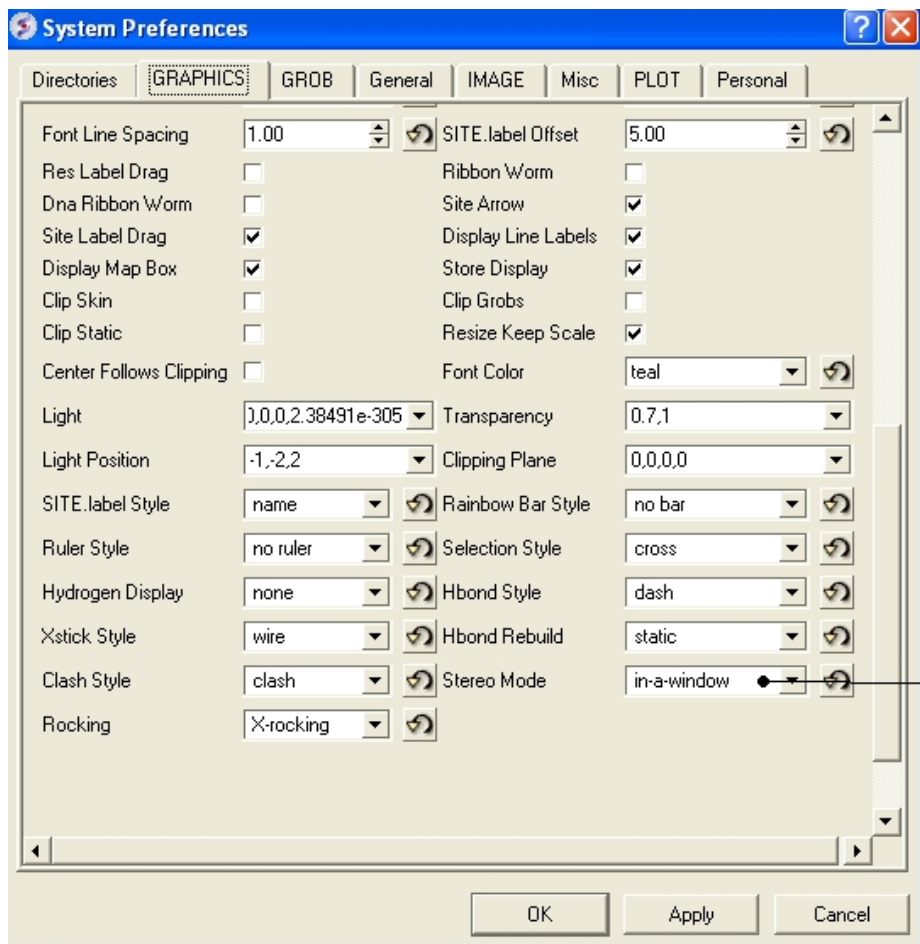 System Preferences
Directories GRAPHICS GROB General IMAGE Misc PLOT Personal
Font Line Spacing 1.00 SITE.label Offset 5.00
Res Label Drag Ribbon Worm
Dna Ribbon Worm Site Arrow
Site Label Drag Display Line Labels
Display Map Box Store Display
Clip Skin Clip Grobs
Clip Static Resize Keep Scale
Center Follows Clipping Font Color teal
Light ),0,0,2.38491e-305 Transparency 0.7,1
Light Position -1,-2,2 Clipping Plane 0,0,0,0
SITE.label Style name Rainbow Bar Style no bar
Ruler Style no ruler Selection Style cross
Hydrogen Display none Hbond Style dash
Xstick Style wire Hbond Rebuild static
Clash Style clash Stereo Mode in-a-window
Rocking X-rocking
OK Apply Cancel